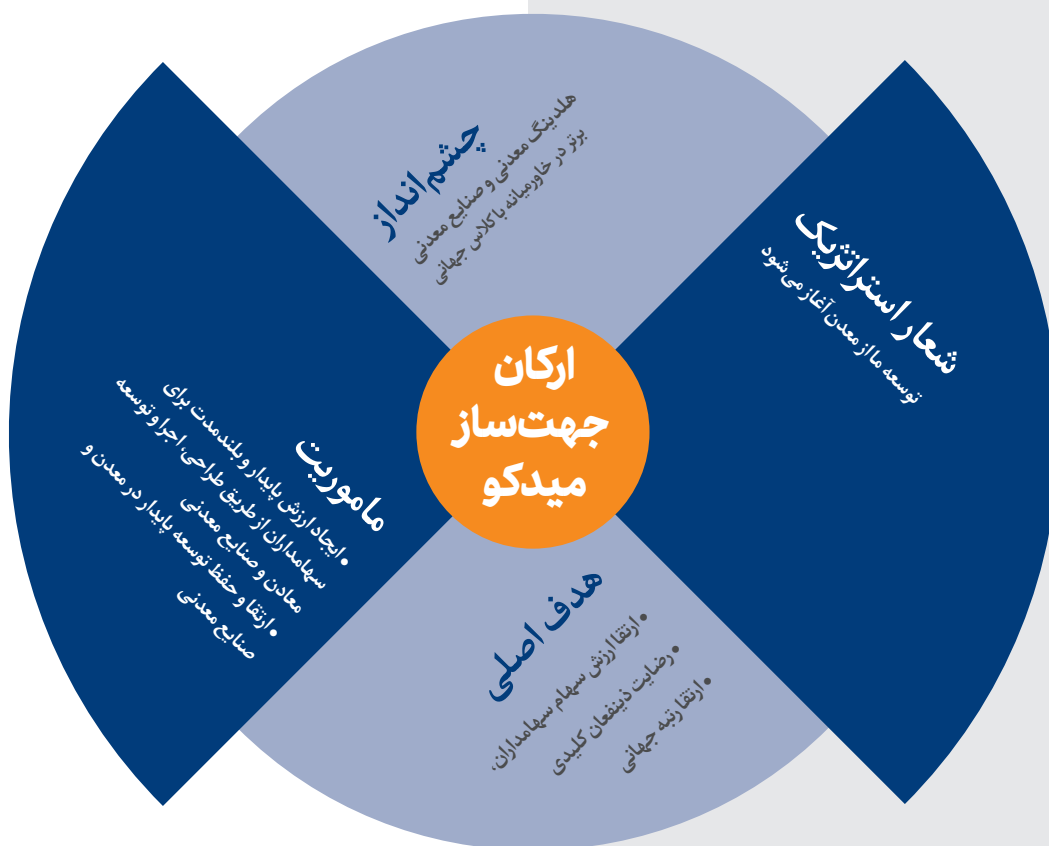 ارکان
جهت‌ساز
میدکو
چشم‌انداز
هلدینگ معدنی و صنایع معدنی
برتر در خاورمیانه با کلاس جهانی
شعار استراتژیک
توسعه ما از معدن آغاز می‌شود
ماموریت
• ایجاد ارزش پایدار و بلندمدت برای
سهامداران از طریق طراحی، اجرا و توسعه
معادن و صنایع معدنی
• ارتقا و حفظ توسعه پایدار در معدن و
صنایع معدنی
هدف اصلی
• ارتقا ارزش سهام سهامداران،
• رضایت ذینفعان کلیدی
• ارتقا رتبه جهانی